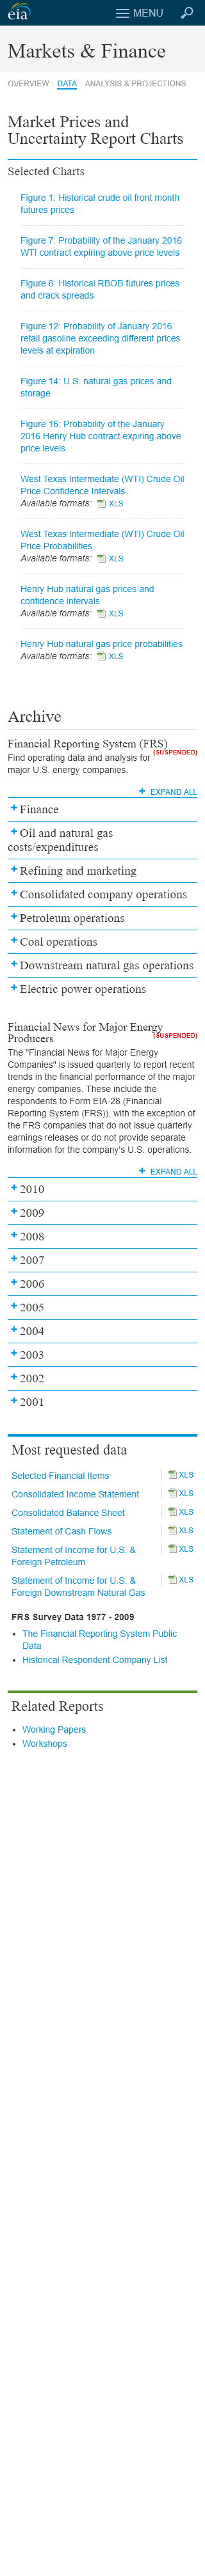 eia
MENU
Markets & Finance
OVERVIEW DATA ANALYSIS & PROJECTIONS
Market Prices and
Uncertainty Report Charts
Selected Charts
Figure 1: Historical crude oil front month
futures prices
Figure 7: Probability of the January 2016
WTI contract expiring above price levels
Figure 8: Historical RBOB futures prices
and crack spreads
Figure 12: Probability of January 2016
retail gasoline exceeding different prices
levels at expiration
Figure 14: U.S. natural gas prices and
storage
Figure 16: Probability of the January
2016 Henry Hub contract expiring above
price levels
West Texas Intermediate (WTI) Crude Oil
Price Confidence Intervals
Available formats: XLS
West Texas Intermediate (WTI) Crude Oil
Price Probabilities
Available formats: XLS
Henry Hub natural gas prices and
confidence intervals
Available formats: XLS
Henry Hub natural gas price probabilities
Available formats: XLS
Archive
Financial Reporting System (FRS)
(SUSPENDED)
Find operating data and analysis for
major U.S. energy companies.
+ EXPAND ALL
+ Finance
+ Oil and natural gas
costs/expenditures
+ Refining and marketing
+ Consolidated company operations
+ Petroleum operations
+ Coal operations
+ Downstream natural gas operations
+ Electric power operations
Financial News for Major Energy
Producers (SUSPENDED)
The "Financial News for Major Energy
Companies" is issued quarterly to report recent
trends in the financial performance of the major
energy companies. These include the
respondents to Form EIA-28 (Financial
Reporting System (FRS)), with the exception of
the FRS companies that do not issue quarterly
earnings releases or do not provide separate
information for the company's U.S. operations.
+ EXPAND ALL
+ 2010
+ 2009
+ 2008
+ 2007
+ 2006
+ 2005
+ 2004
+ 2003
+ 2002
+ 2001
Most requested data
Selected Financial Items XLS
Consolidated Income Statement XLS
Consolidated Balance Sheet XLS
Statement of Cash Flows XLS
Statement of Income for U.S. & XLS
Foreign Petroleum
Statement of Income for U.S. & XLS
Foreign Downstream Natural Gas
FRS Survey Data 1977 - 2009
• The Financial Reporting System Public
Data
• Historical Respondent Company List
Related Reports
• Working Papers
• Workshops